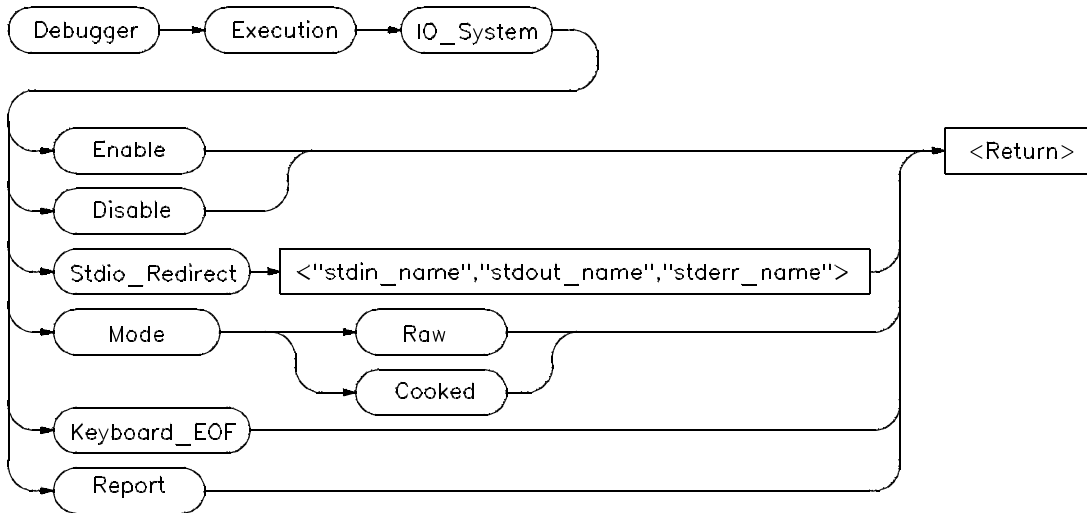 Debugger Execution IO_System
Enable <Return>
Disable
Stdio_Redirect <"stdin_name","stdout_name","stderr_name">
Mode Raw
Cooked
Keyboard_EOF
Report